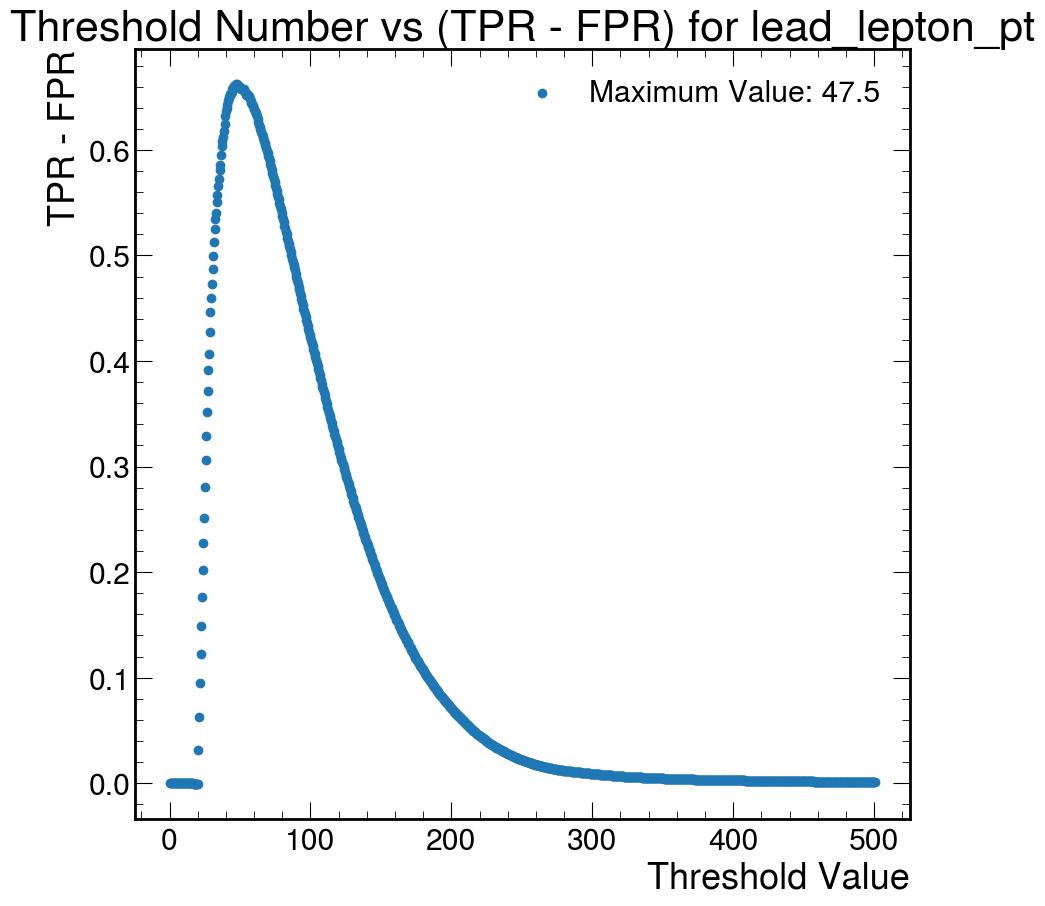 Threshold Number vs (TPR - FPR) for lead_lepton_pt
TPR - FPR
Maximum Value: 47.5
0.6
0.5
0.4
0.3
0.2
0.1
0.0
0 100 200 300 400 500
Threshold Value